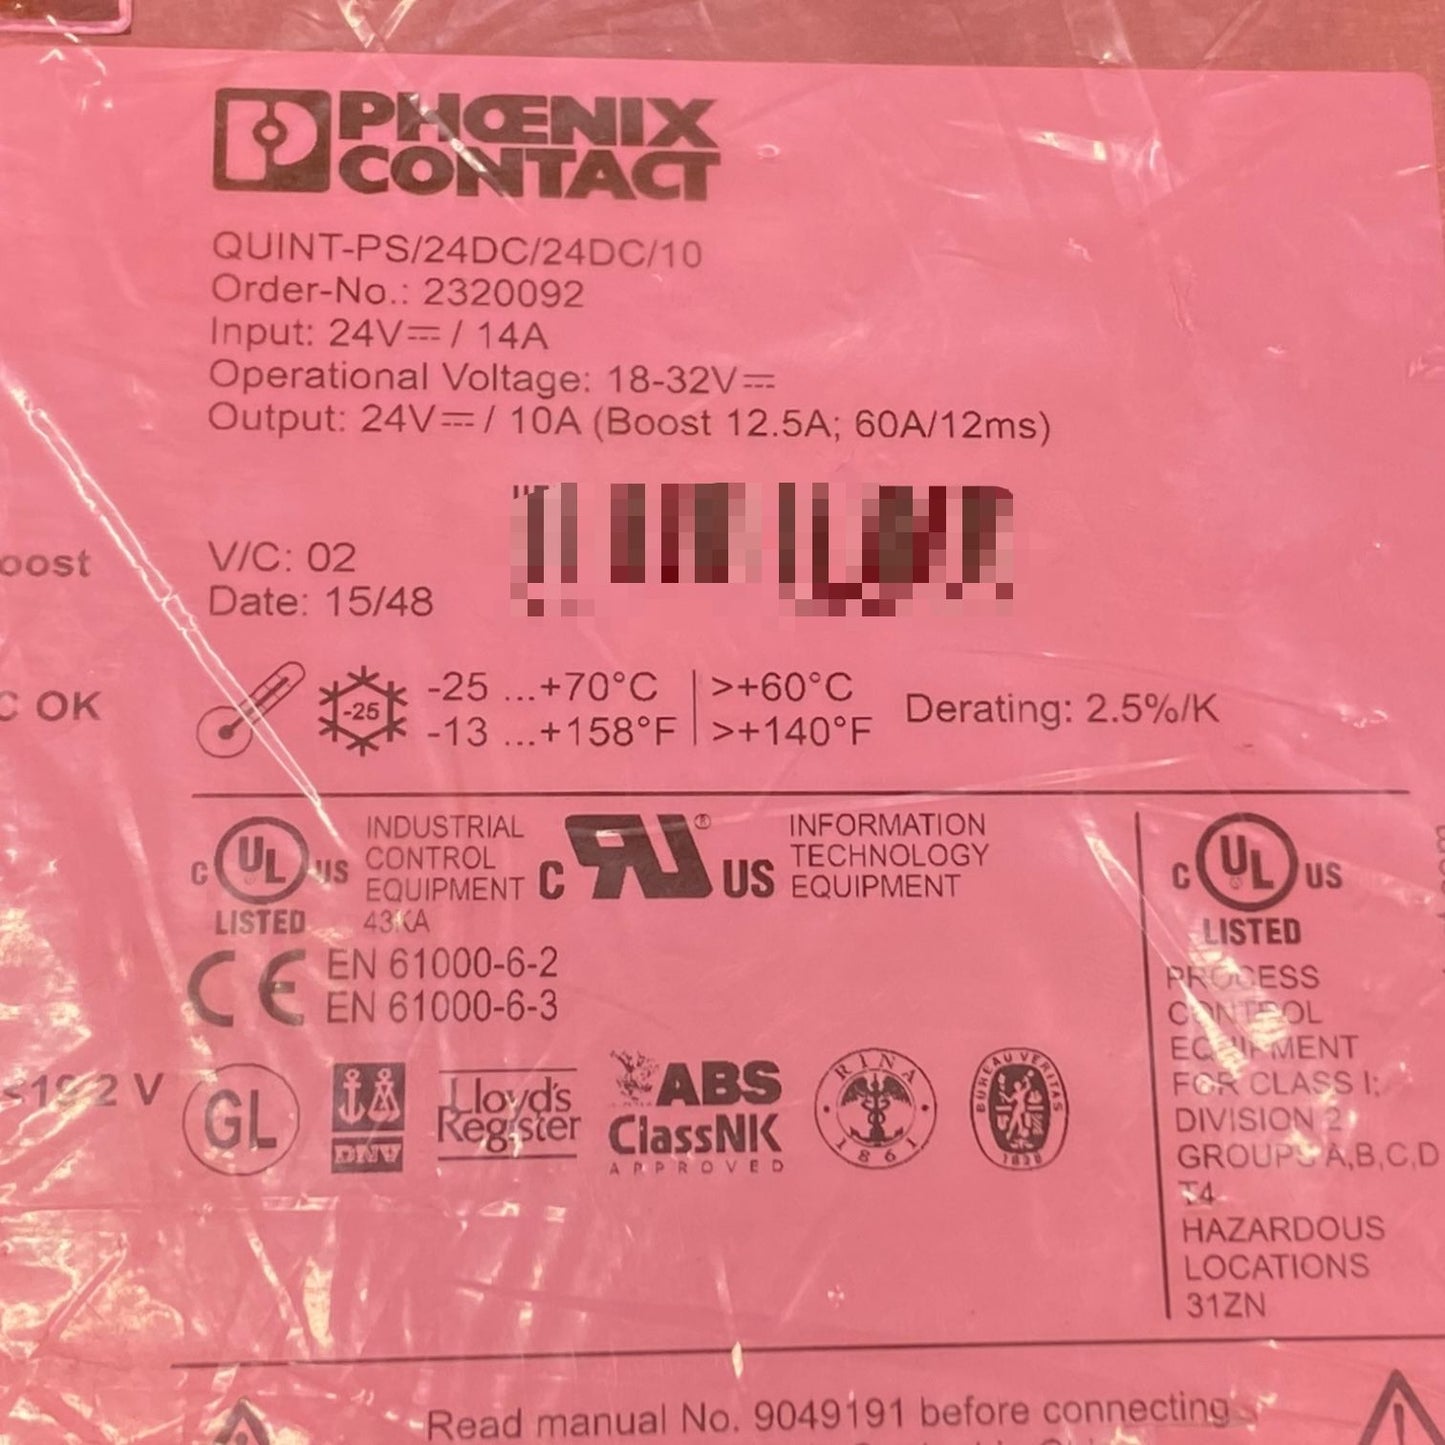 PHŒNIX
CONTACT
QUINT-PS/24DC/24DC/10
Order-No.: 2320092
Input: 24V⎓ / 14A
Operational Voltage: 18-32V⎓
Output: 24V⎓ / 10A (Boost 12.5A; 60A/12ms)
oost
V/C: 02
Date: 15/48
C OK
-25
-25 ...+70°C >+60°C
-13 ...+158°F >+140°F
Derating: 2.5%/K
C UL US
LISTED
INDUSTRIAL
CONTROL
EQUIPMENT
43KA
C RU® US
INFORMATION
TECHNOLOGY
EQUIPMENT
C UL US
LISTED
PROCESS
CONTROL
EQUIPMENT
FOR CLASS I;
DIVISION 2
GROUPS A,B,C,D
T4
HAZARDOUS
LOCATIONS
31ZN
CE EN 61000-6-2
EN 61000-6-3
<19.2 V
GL
DNV
Lloyd's
Register
ABS
ClassNK
APPROVED
RINA
1861
BUREAU VERITAS
1828
Read manual No. 9049191 before connecting